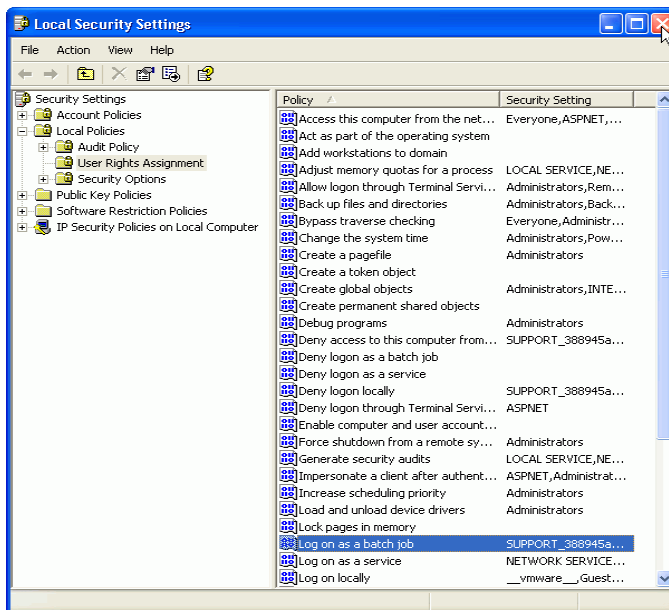 Local Security Settings
File Action View Help
Security Settings
Account Policies
Local Policies
Audit Policy
User Rights Assignment
Security Options
Public Key Policies
Software Restriction Policies
IP Security Policies on Local Computer
Policy Security Setting
Access this computer from the net... Everyone,ASPNET,...
Act as part of the operating system
Add workstations to domain
Adjust memory quotas for a process LOCAL SERVICE,NE...
Allow logon through Terminal Servi... Administrators,Rem...
Back up files and directories Administrators,Back...
Bypass traverse checking Everyone,Administr...
Change the system time Administrators,Pow...
Create a pagefile Administrators
Create a token object
Create global objects Administrators,INTE...
Create permanent shared objects
Debug programs Administrators
Deny access to this computer from... SUPPORT_388945a...
Deny logon as a batch job
Deny logon as a service
Deny logon locally SUPPORT_388945a...
Deny logon through Terminal Servi... ASPNET
Enable computer and user account...
Force shutdown from a remote sy... Administrators
Generate security audits LOCAL SERVICE,NE...
Impersonate a client after authent... ASPNET,Administrat...
Increase scheduling priority Administrators
Load and unload device drivers Administrators
Lock pages in memory
Log on as a batch job SUPPORT_388945a...
Log on as a service NETWORK SERVICE...
Log on locally __vmware__,Guest...